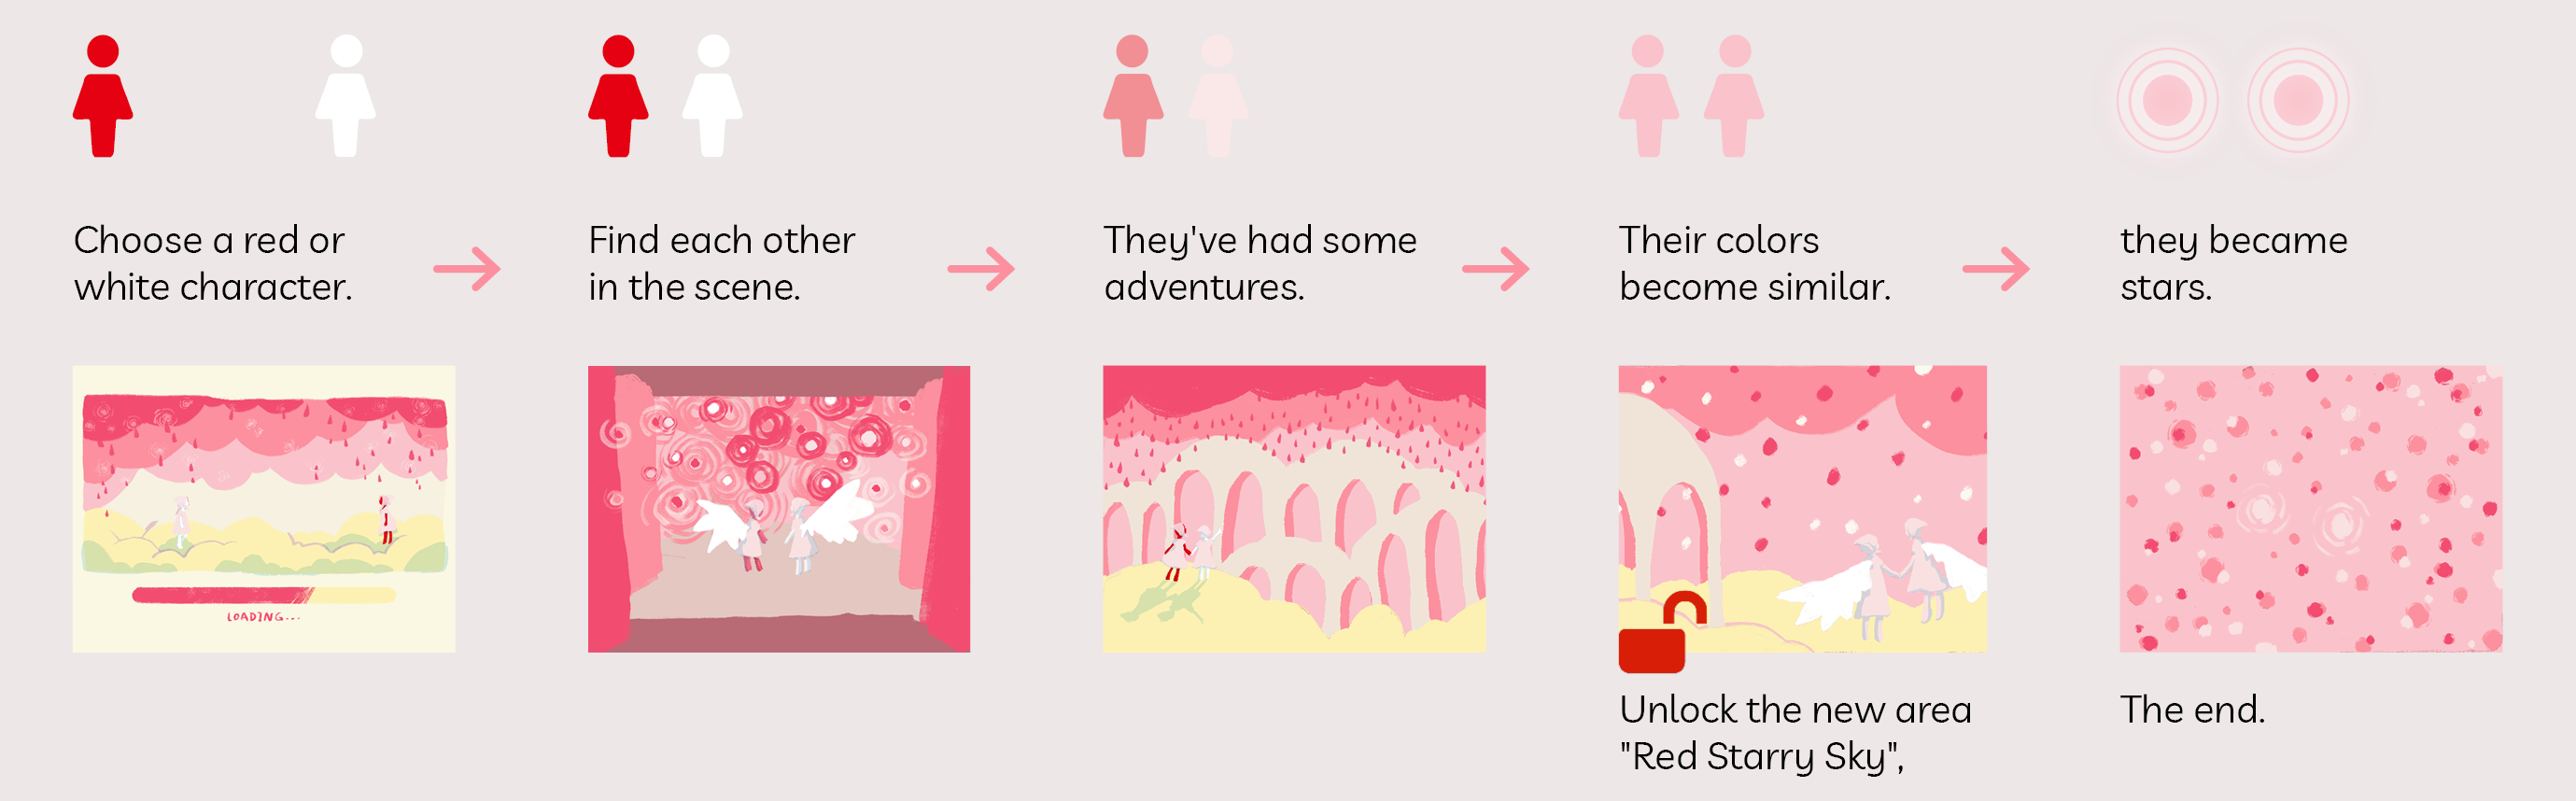 Choose a red or
white character.
Find each other
in the scene.
They've had some
adventures.
Their colors
become similar.
they became
stars.
LOADING...
Unlock the new area
"Red Starry Sky",
The end.